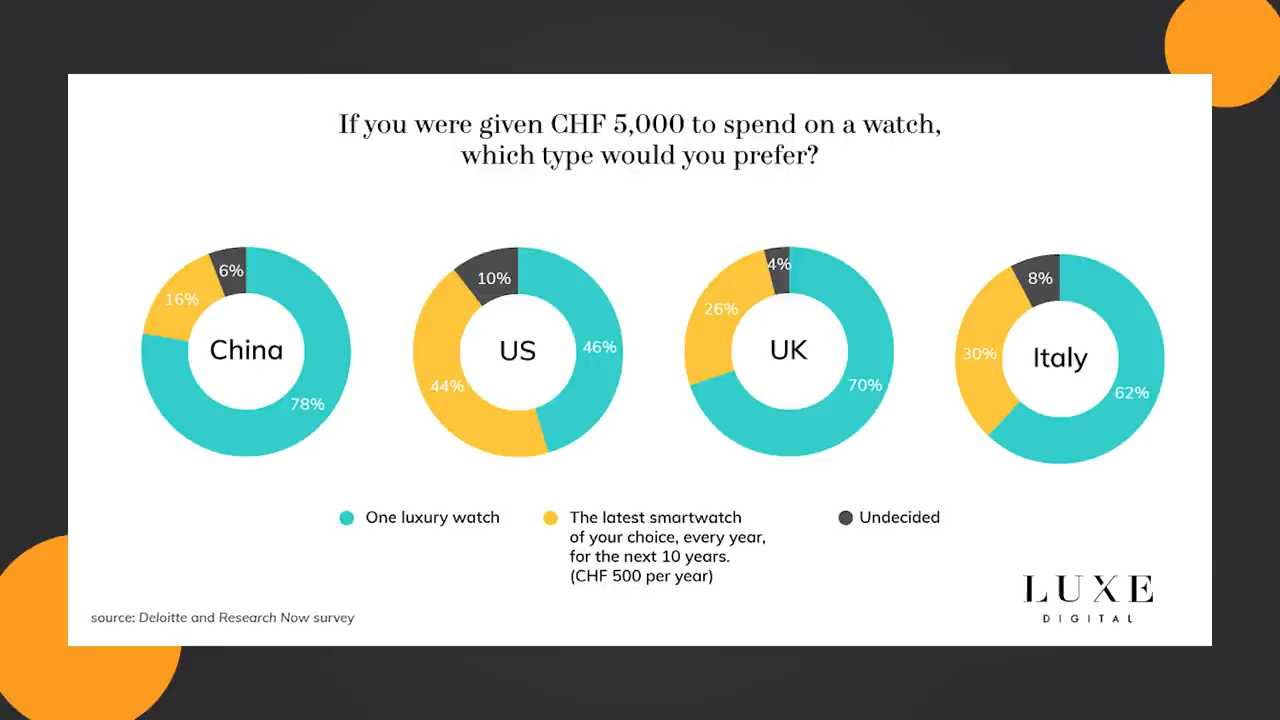 If you were given CHF 5,000 to spend on a watch,
which type would you prefer?
6%
16%
China
78%
10%
US
46%
44%
4%
26%
UK
70%
8%
30%
Italy
62%
One luxury watch
The latest smartwatch
of your choice, every year,
for the next 10 years.
(CHF 500 per year)
Undecided
LUXE
DIGITAL
source: Deloitte and Research Now survey